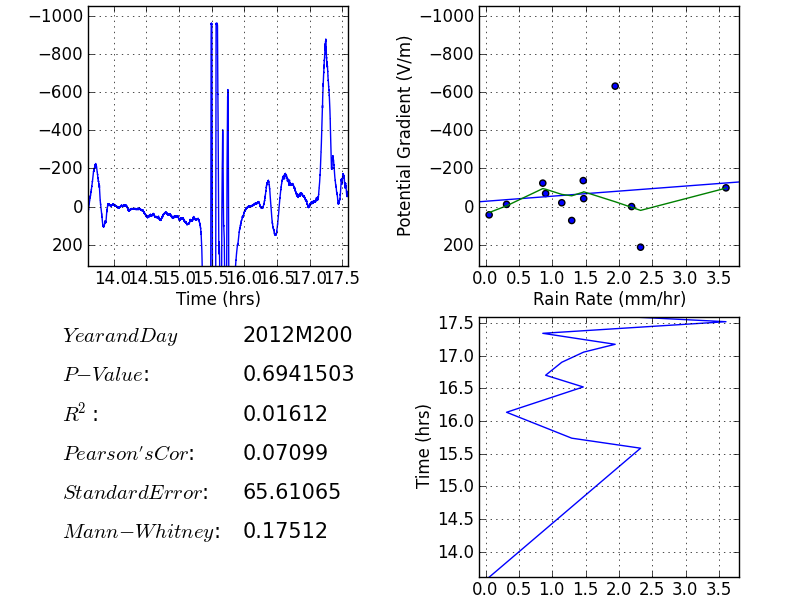 −1000
−800
−600
−400
−200
0
200
14.0 14.5 15.0 15.5 16.0 16.5 17.0 17.5
Time (hrs)
Potential Gradient (V/m)
−1000
−800
−600
−400
−200
0
200
0.0 0.5 1.0 1.5 2.0 2.5 3.0 3.5
Rain Rate (mm/hr)
YearandDay 2012M200
P−Value: 0.6941503
R²: 0.01612
Pearson'sCor: 0.07099
StandardError: 65.61065
Mann−Whitney: 0.17512
Time (hrs)
17.5
17.0
16.5
16.0
15.5
15.0
14.5
14.0
0.0 0.5 1.0 1.5 2.0 2.5 3.0 3.5